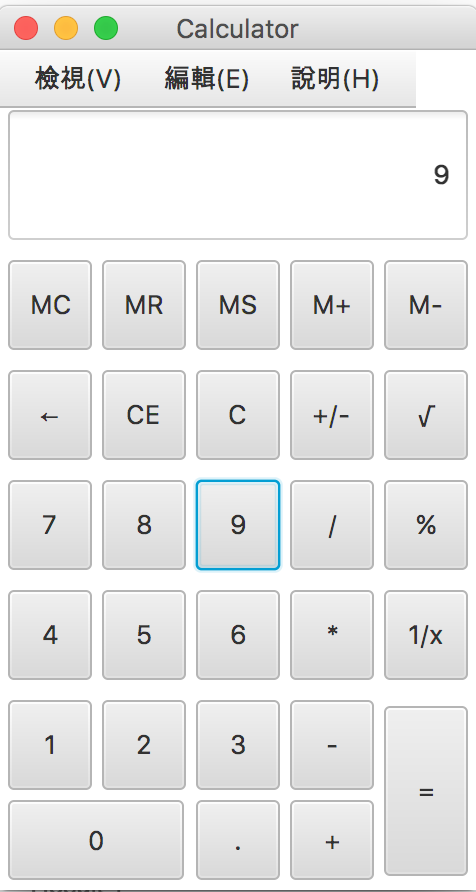 Calculator
檢視(V) 編輯(E) 說明(H)
9
MC MR MS M+ M-
← CE C +/- √
7 8 9 / %
4 5 6 * 1/x
1 2 3 - =
0 . +